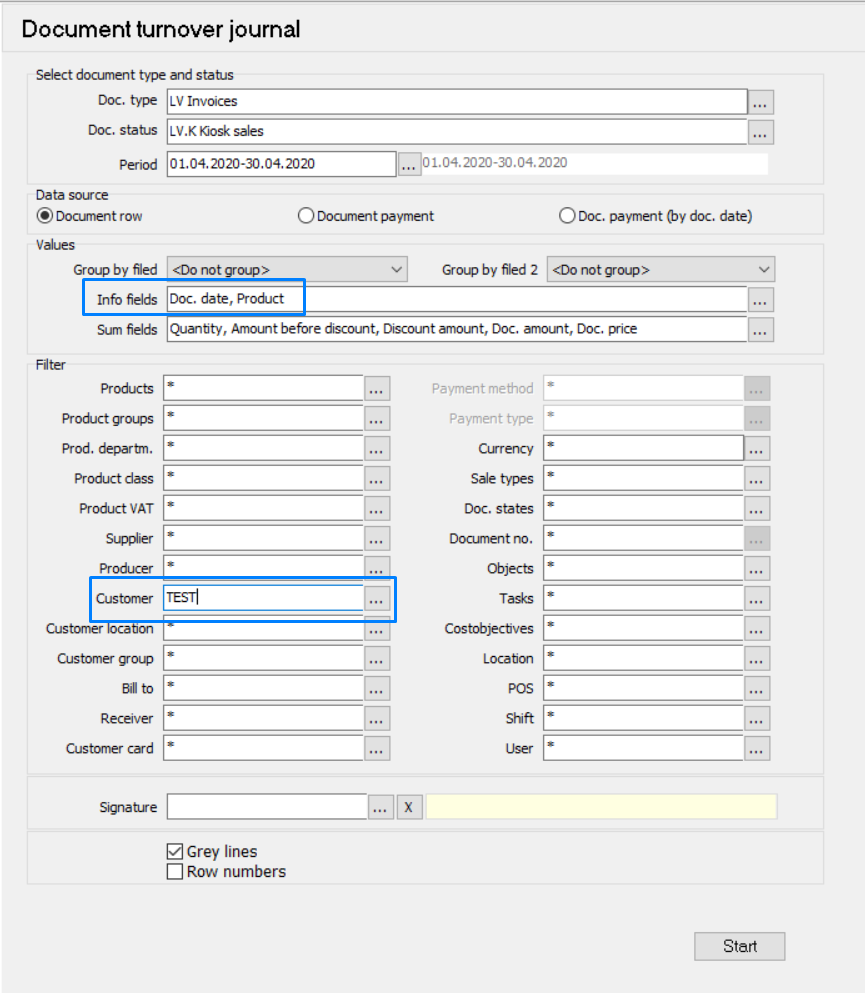 Document turnover journal
Select document type and status
Doc. type LV Invoices ...
Doc. status LV.K Kiosk sales ...
Period 01.04.2020-30.04.2020 ... 01.04.2020-30.04.2020
Data source
Document row Document payment Doc. payment (by doc. date)
Values
Group by filed <Do not group> Group by filed 2 <Do not group>
Info fields Doc. date, Product ...
Sum fields Quantity, Amount before discount, Discount amount, Doc. amount, Doc. price ...
Filter
Products * ... Payment method * ...
Product groups * ... Payment type * ...
Prod. departm. * ... Currency * ...
Product class * ... Sale types * ...
Product VAT * ... Doc. states * ...
Supplier * ... Document no. * ...
Producer * ... Objects * ...
Customer TEST ... Tasks * ...
Customer location * ... Costobjectives * ...
Customer group * ... Location * ...
Bill to * ... POS * ...
Receiver * ... Shift * ...
Customer card * ... User * ...
Signature ... X
Grey lines
Row numbers
Start